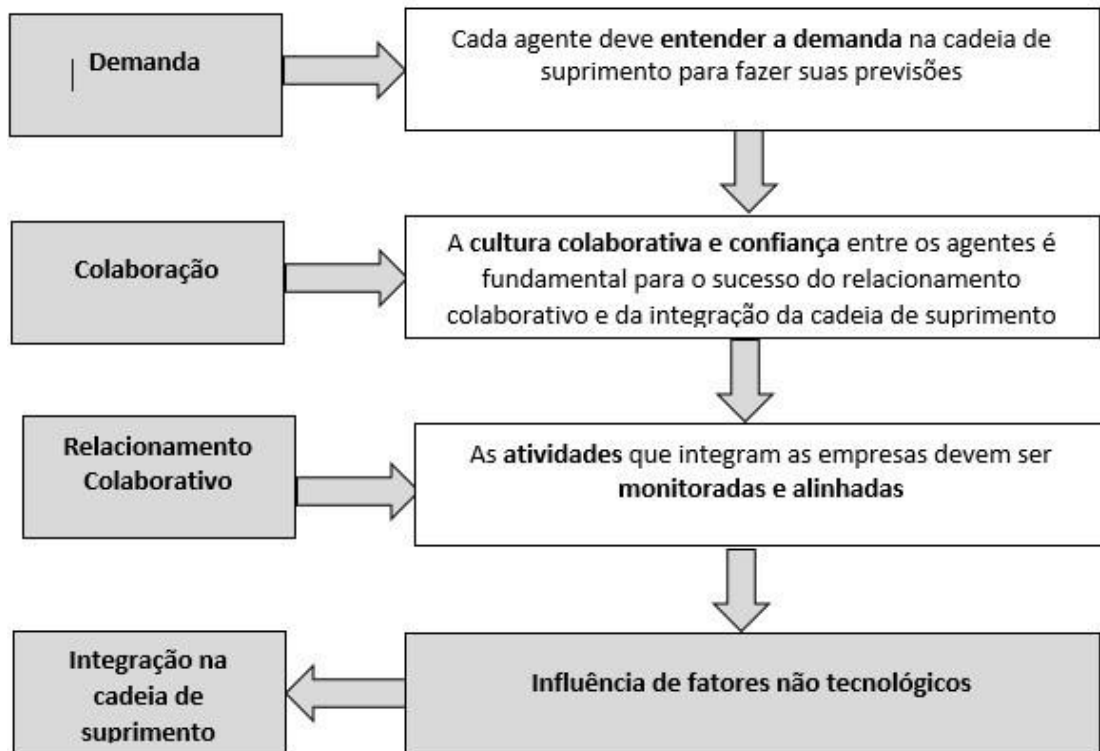 Demanda
Cada agente deve entender a demanda na cadeia de
suprimento para fazer suas previsões
Colaboração
A cultura colaborativa e confiança entre os agentes é
fundamental para o sucesso do relacionamento
colaborativo e da integração da cadeia de suprimento
Relacionamento
Colaborativo
As atividades que integram as empresas devem ser
monitoradas e alinhadas
Integração na
cadeia de
suprimento
Influência de fatores não tecnológicos